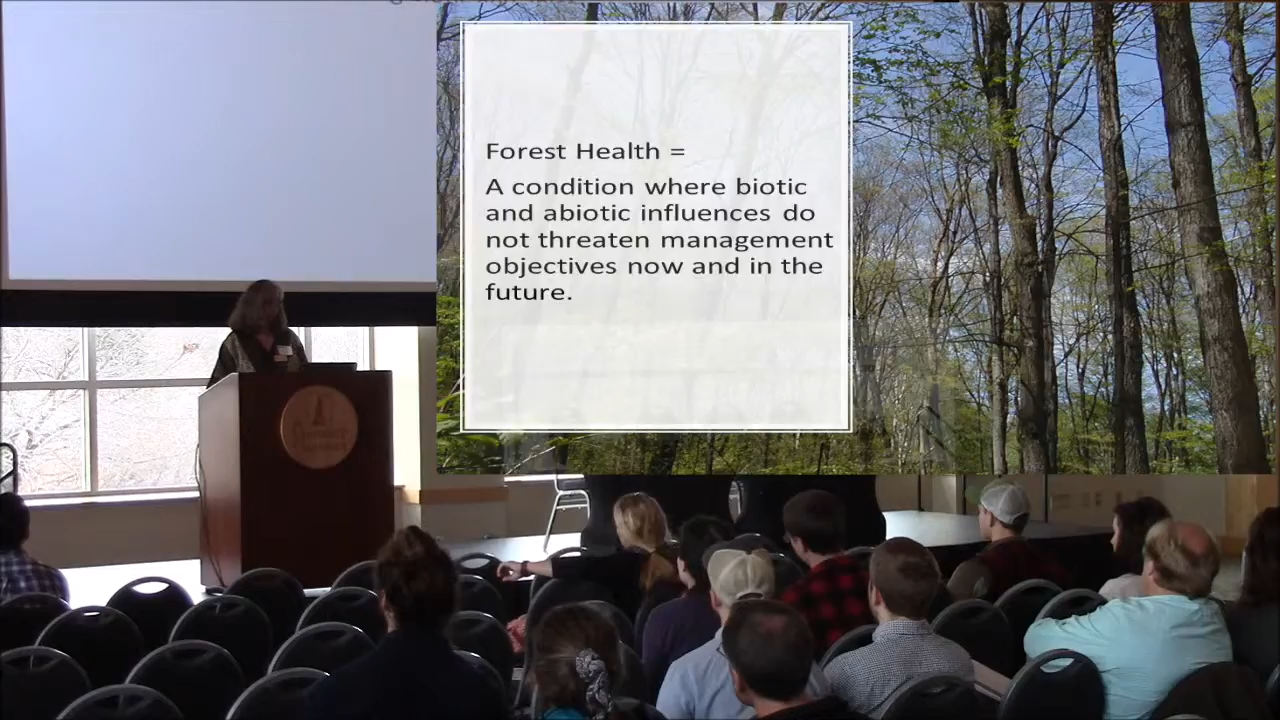 Forest Health =
A condition where biotic
and abiotic influences do
not threaten management
objectives now and in the
future.